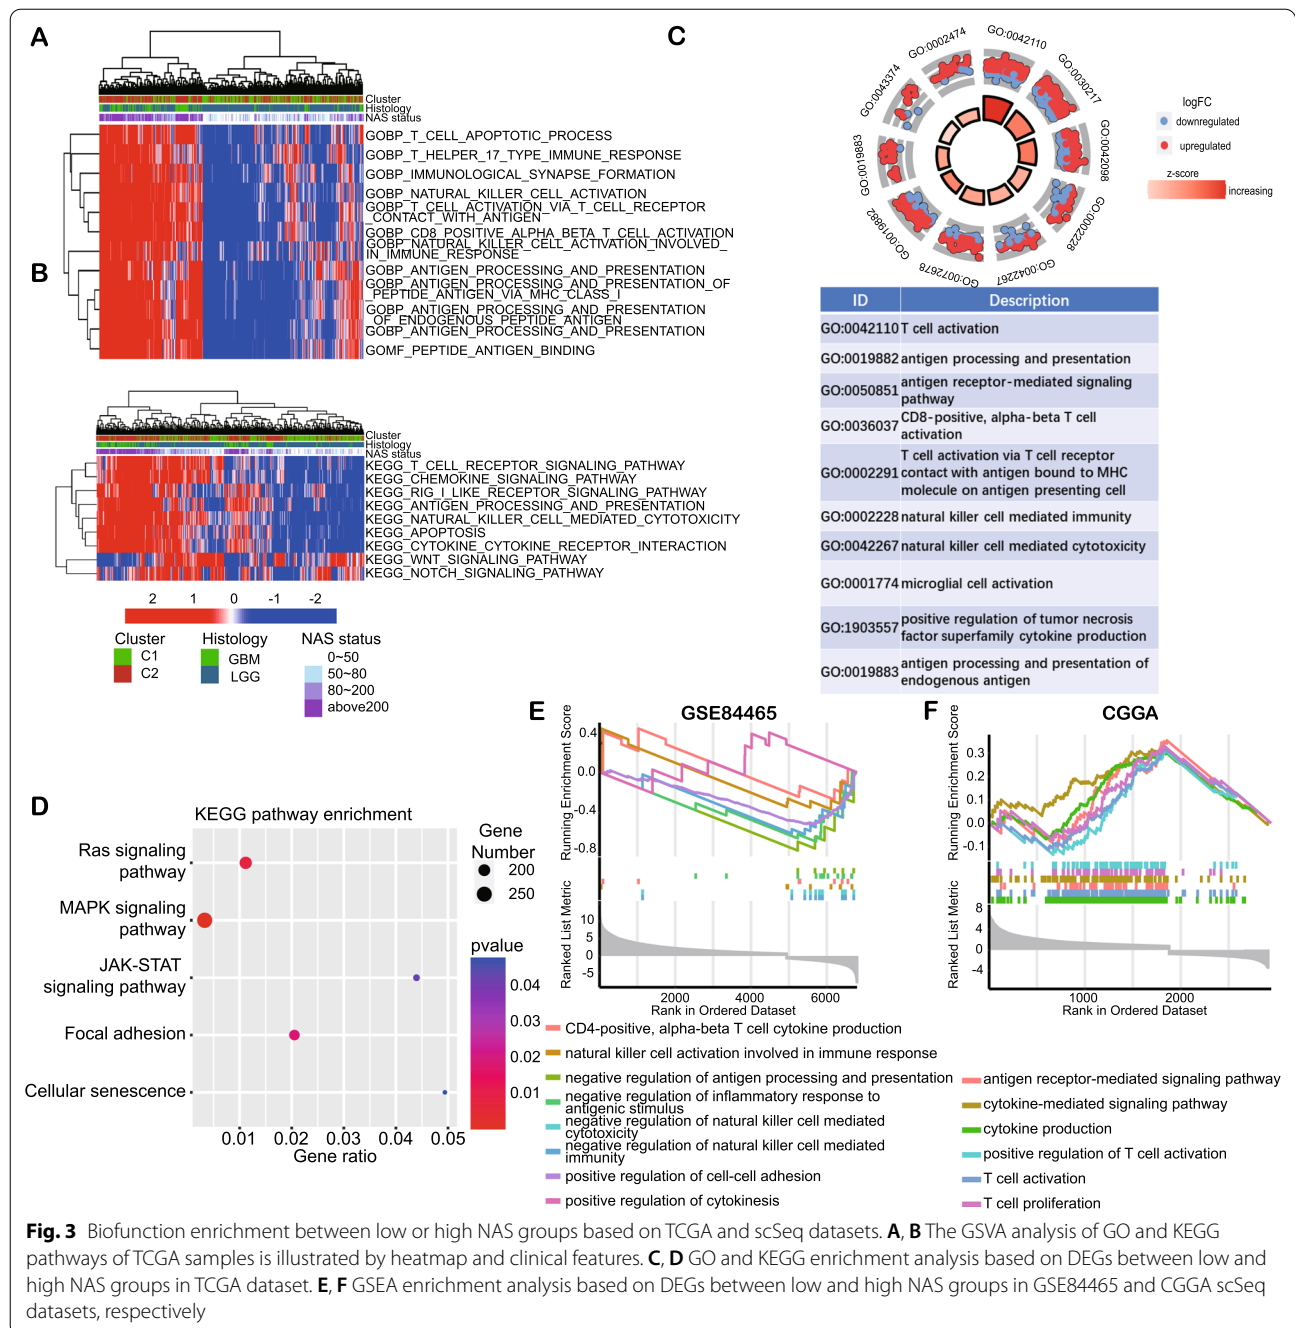 A
Cluster
Histology
NAS status
GOBP_T_CELL_APOPTOTIC_PROCESS
GOBP_T_HELPER_17_TYPE_IMMUNE_RESPONSE
GOBP_IMMUNOLOGICAL_SYNAPSE_FORMATION
GOBP_NATURAL_KILLER_CELL_ACTIVATION
GOBP_T_CELL_ACTIVATION_VIA_T_CELL_RECEPTOR
_CONTACT_WITH_ANTIGEN
GOBP_CD8_POSITIVE_ALPHA_BETA_T_CELL_ACTIVATION
GOBP_NATURAL_KILLER_CELL_ACTIVATION_INVOLVED_
IN_IMMUNE_RESPONSE
GOBP_ANTIGEN_PROCESSING_AND_PRESENTATION
GOBP_ANTIGEN_PROCESSING_AND_PRESENTATION_OF
_PEPTIDE_ANTIGEN_VIA_MHC_CLASS_I
GOBP_ANTIGEN_PROCESSING_AND_PRESENTATION
_OF_ENDOGENOUS_PEPTIDE_ANTIGEN
GOBP_ANTIGEN_PROCESSING_AND_PRESENTATION
GOMF_PEPTIDE_ANTIGEN_BINDING
B
Cluster
Histology
NAS status
KEGG_T_CELL_RECEPTOR_SIGNALING_PATHWAY
KEGG_CHEMOKINE_SIGNALING_PATHWAY
KEGG_RIG_I_LIKE_RECEPTOR_SIGNALING_PATHWAY
KEGG_ANTIGEN_PROCESSING_AND_PRESENTATION
KEGG_NATURAL_KILLER_CELL_MEDIATED_CYTOTOXICITY
KEGG_APOPTOSIS
KEGG_CYTOKINE_CYTOKINE_RECEPTOR_INTERACTION
KEGG_WNT_SIGNALING_PATHWAY
KEGG_NOTCH_SIGNALING_PATHWAY
2 1 0 -1 -2
Cluster
C1
C2
Histology
GBM
LGG
NAS status
0~50
50~80
80~200
above200
C
GO:0002474
GO:0042110
GO:0030217
GO:0042098
GO:0002228
GO:0042267
GO:0072678
GO:0019882
GO:0019883
GO:0043374
logFC
downregulated
upregulated
z-score
increasing
ID Description
GO:0042110 T cell activation
GO:0019882 antigen processing and presentation
GO:0050851 antigen receptor-mediated signaling
pathway
GO:0036037 CD8-positive, alpha-beta T cell
activation
GO:0002291 T cell activation via T cell receptor
contact with antigen bound to MHC
molecule on antigen presenting cell
GO:0002228 natural killer cell mediated immunity
GO:0042267 natural killer cell mediated cytotoxicity
GO:0001774 microglial cell activation
GO:1903557 positive regulation of tumor necrosis
factor superfamily cytokine production
GO:0019883 antigen processing and presentation of
endogenous antigen
D
KEGG pathway enrichment
Ras signaling
pathway
MAPK signaling
pathway
JAK-STAT
signaling pathway
Focal adhesion
Cellular senescence
0.01 0.02 0.03 0.04 0.05
Gene ratio
Gene
Number
200
250
pvalue
0.04
0.03
0.02
0.01
E
GSE84465
Running Enrichment Score
0.4
0.0
-0.4
-0.8
Ranked List Metric
10
5
0
-5
2000 4000 6000
Rank in Ordered Dataset
CD4-positive, alpha-beta T cell cytokine production
natural killer cell activation involved in immune response
negative regulation of antigen processing and presentation
negative regulation of inflammatory response to
antigenic stimulus
negative regulation of natural killer cell mediated
cytotoxicity
negative regulation of natural killer cell mediated
immunity
positive regulation of cell-cell adhesion
positive regulation of cytokinesis
F
CGGA
Running Enrichment Score
0.3
0.2
0.1
0.0
-0.1
Ranked List Metric
8
4
0
-4
1000 2000
Rank in Ordered Dataset
antigen receptor-mediated signaling pathway
cytokine-mediated signaling pathway
cytokine production
positive regulation of T cell activation
T cell activation
T cell proliferation
Fig. 3 Biofunction enrichment between low or high NAS groups based on TCGA and scSeq datasets. A, B The GSVA analysis of GO and KEGG
pathways of TCGA samples is illustrated by heatmap and clinical features. C, D GO and KEGG enrichment analysis based on DEGs between low and
high NAS groups in TCGA dataset. E, F GSEA enrichment analysis based on DEGs between low and high NAS groups in GSE84465 and CGGA scSeq
datasets, respectively